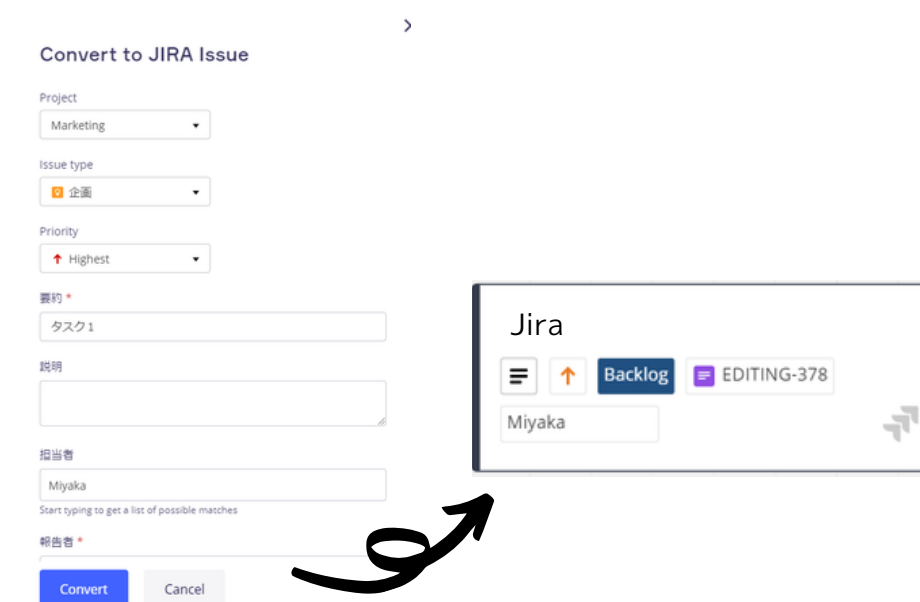 Convert to JIRA Issue
Project
Marketing
Issue type
企画
Priority
Highest
要約 *
タスク1
説明
担当者
Miyaka
Start typing to get a list of possible matches
報告者 *
Convert
Cancel
Jira
Backlog
EDITING-378
Miyaka